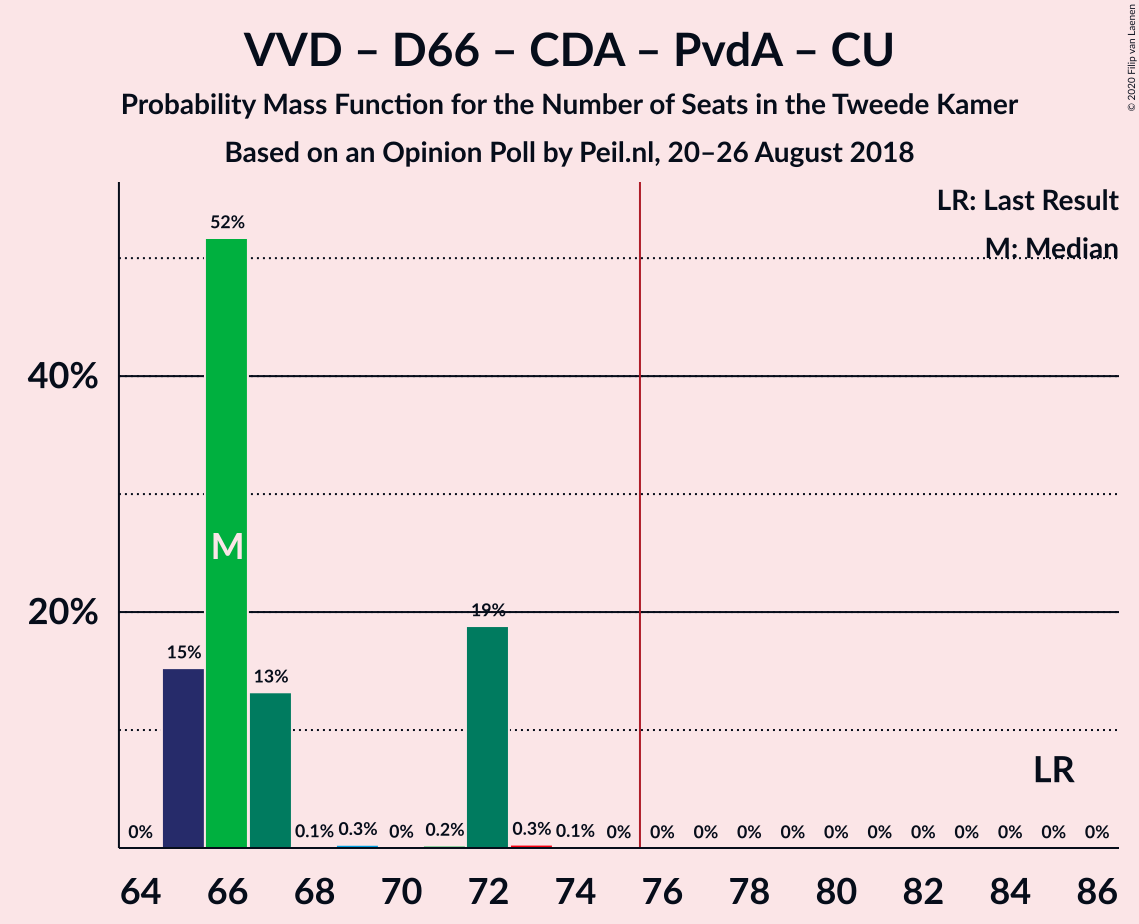 VVD – D66 – CDA – PvdA – CU
Probability Mass Function for the Number of Seats in the Tweede Kamer
Based on an Opinion Poll by Peil.nl, 20–26 August 2018
© 2020 Filip van Laenen
LR: Last Result
M: Median
52%
40%
M
20%
19%
15%
13%
LR
0% 0.1% 0.3% 0% 0.2% 0.3% 0.1% 0% 0% 0% 0% 0% 0% 0% 0% 0% 0% 0% 0%
64 66 68 70 72 74 76 78 80 82 84 86